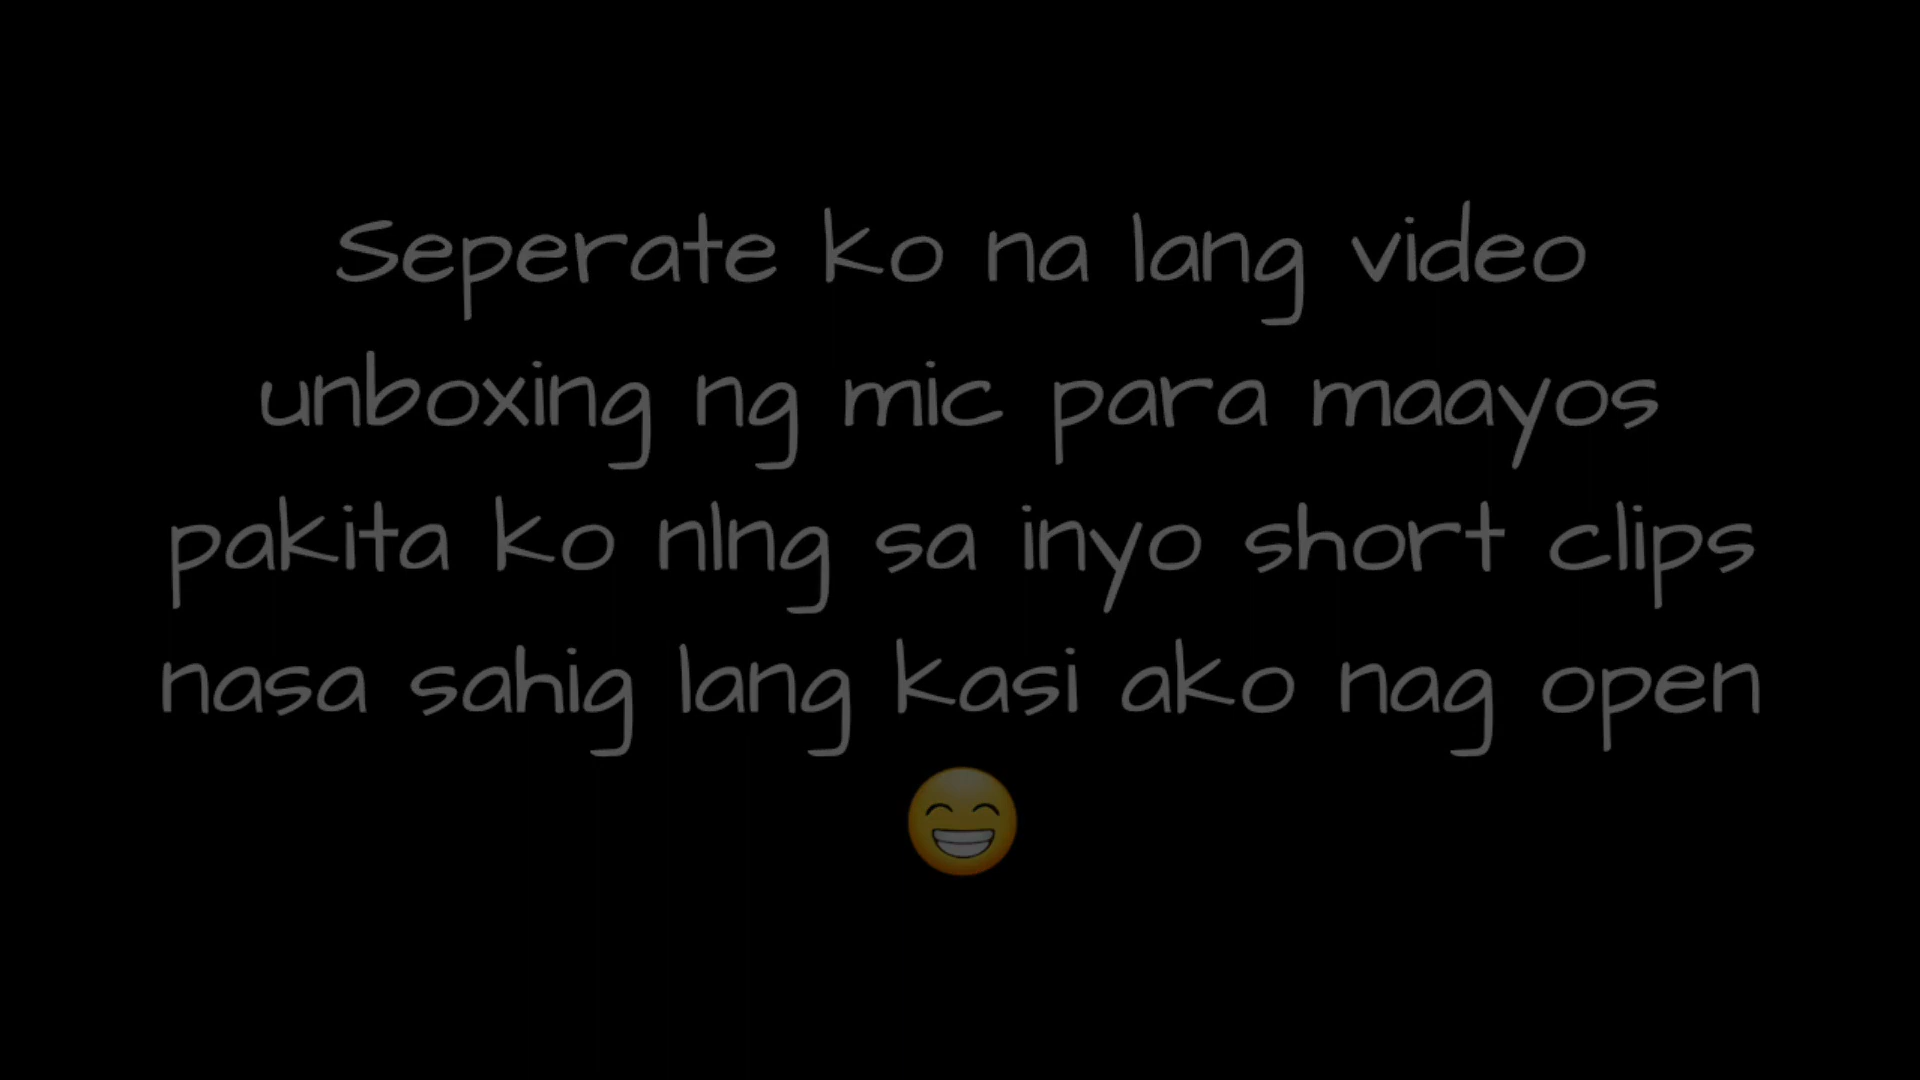 Seperate ko na lang video
unboxing ng mic para maayos
pakita ko nlng sa inyo short clips
nasa sahig lang kasi ako nag open
😁